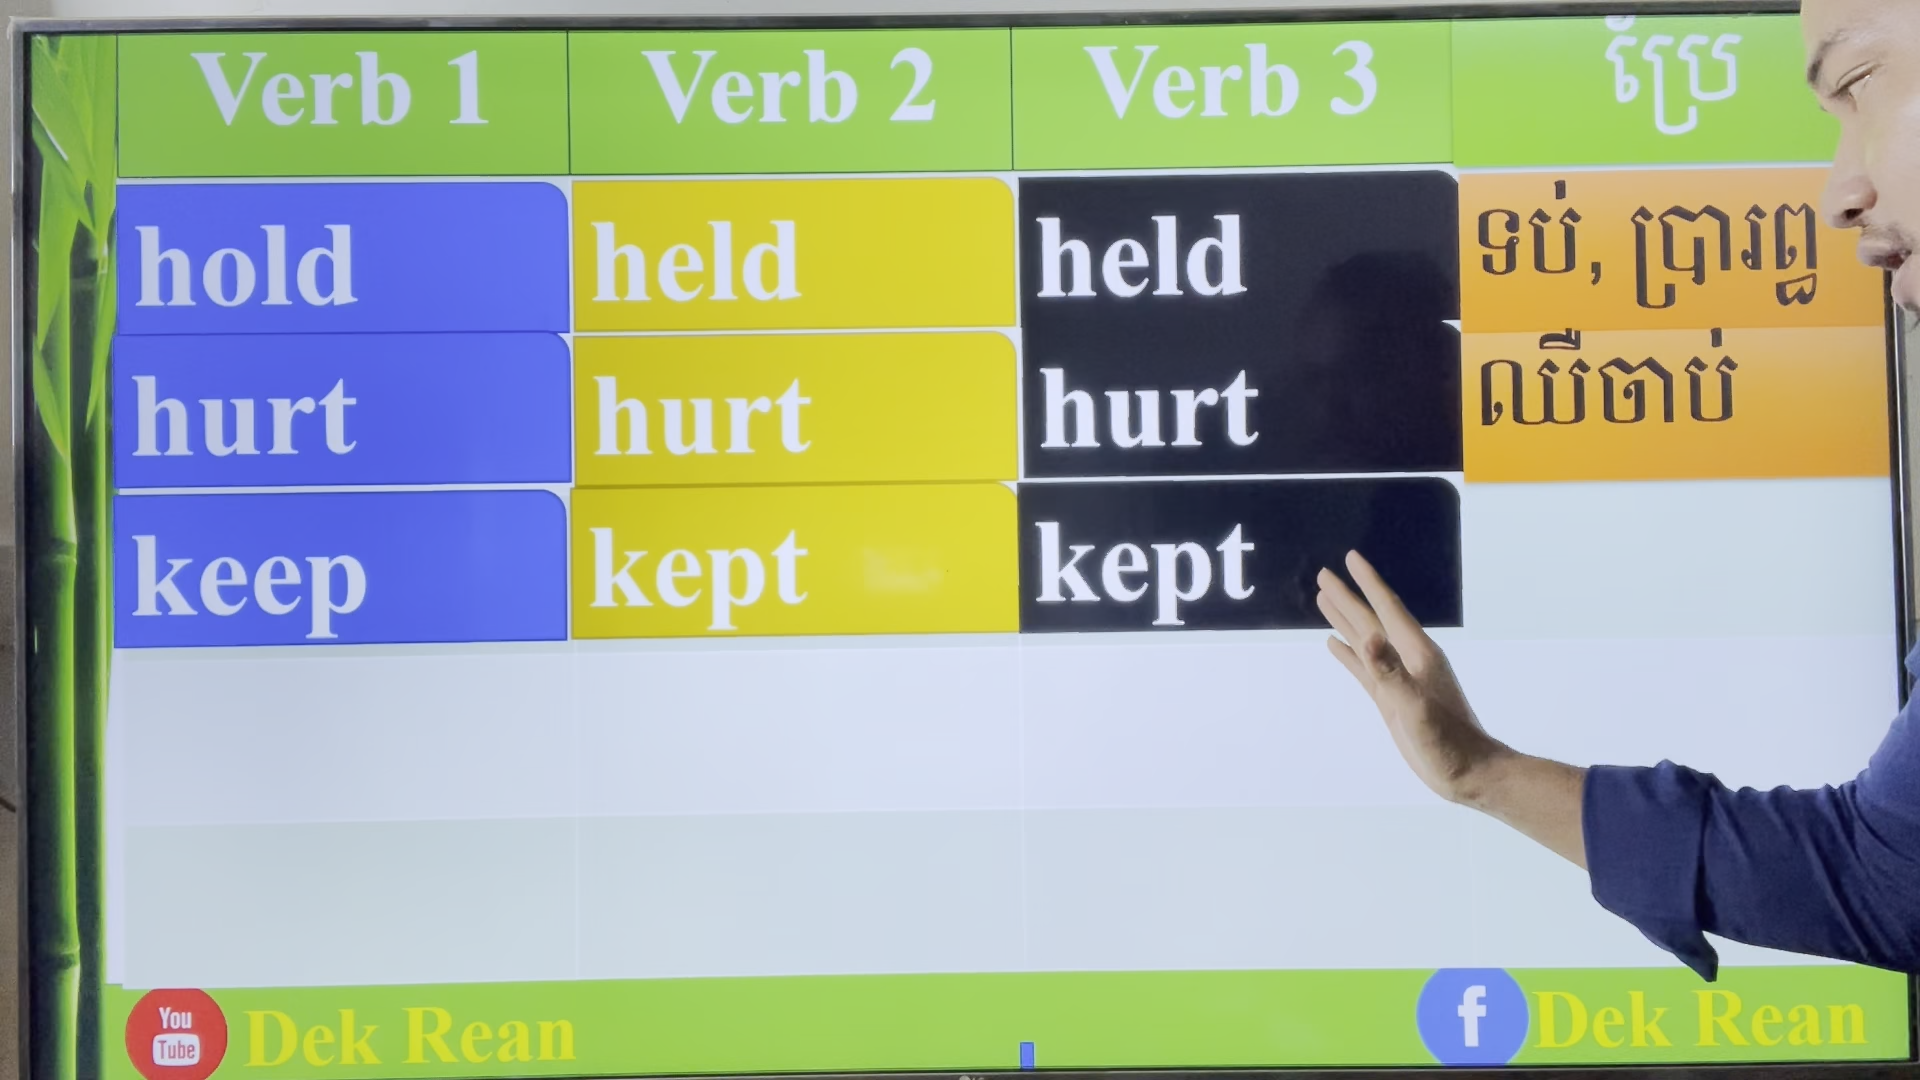 Verb 1 Verb 2 Verb 3 ប្រែ
hold held held ទប់, ប្រារព្ធ
hurt hurt hurt ឈឺចាប់
keep kept kept
You Tube Dek Rean f Dek Rean